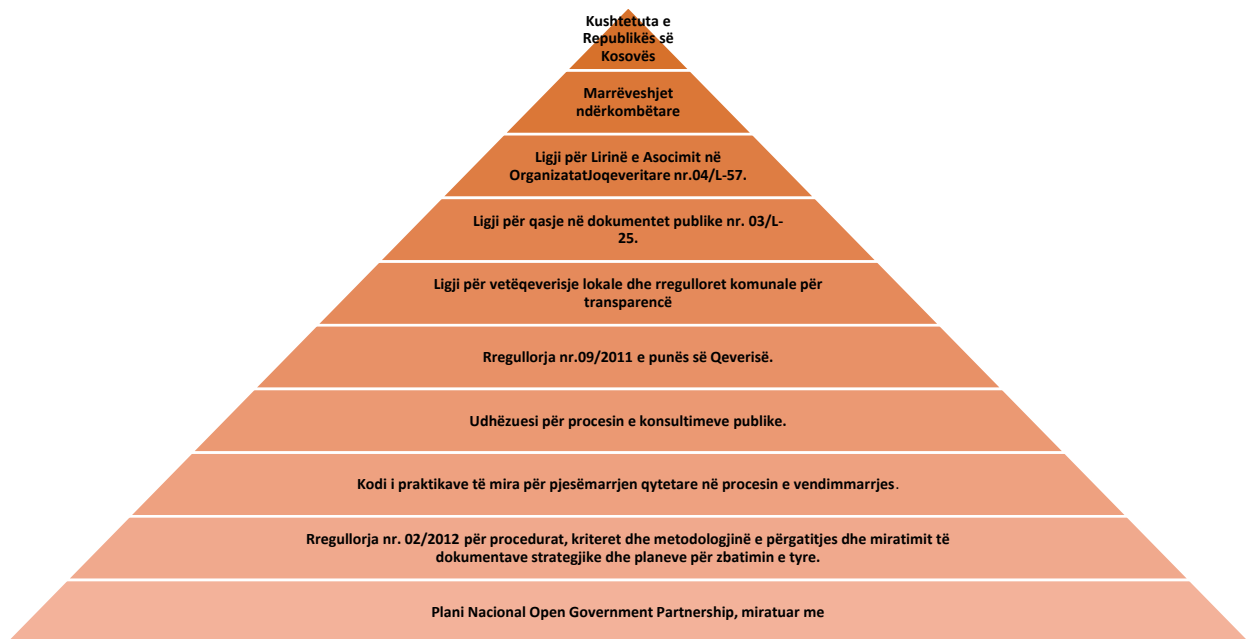 Kushtetuta e
Republikës së
Kosovës
Marrëveshjet
ndërkombëtare
Ligji për Lirinë e Asocimit në
OrganizatatJoqeveritare nr.04/L-57.
Ligji për qasje në dokumentet publike nr. 03/L-
25.
Ligji për vetëqeverisje lokale dhe rregulloret komunale për
transparencë
Rregullorja nr.09/2011 e punës së Qeverisë.
Udhëzuesi për procesin e konsultimeve publike.
Kodi i praktikave të mira për pjesëmarrjen qytetare në procesin e vendimmarrjes.
Rregullorja nr. 02/2012 për procedurat, kriteret dhe metodologjinë e përgatitjes dhe miratimit të
dokumentave strategjike dhe planeve për zbatimin e tyre.
Plani Nacional Open Government Partnership, miratuar me